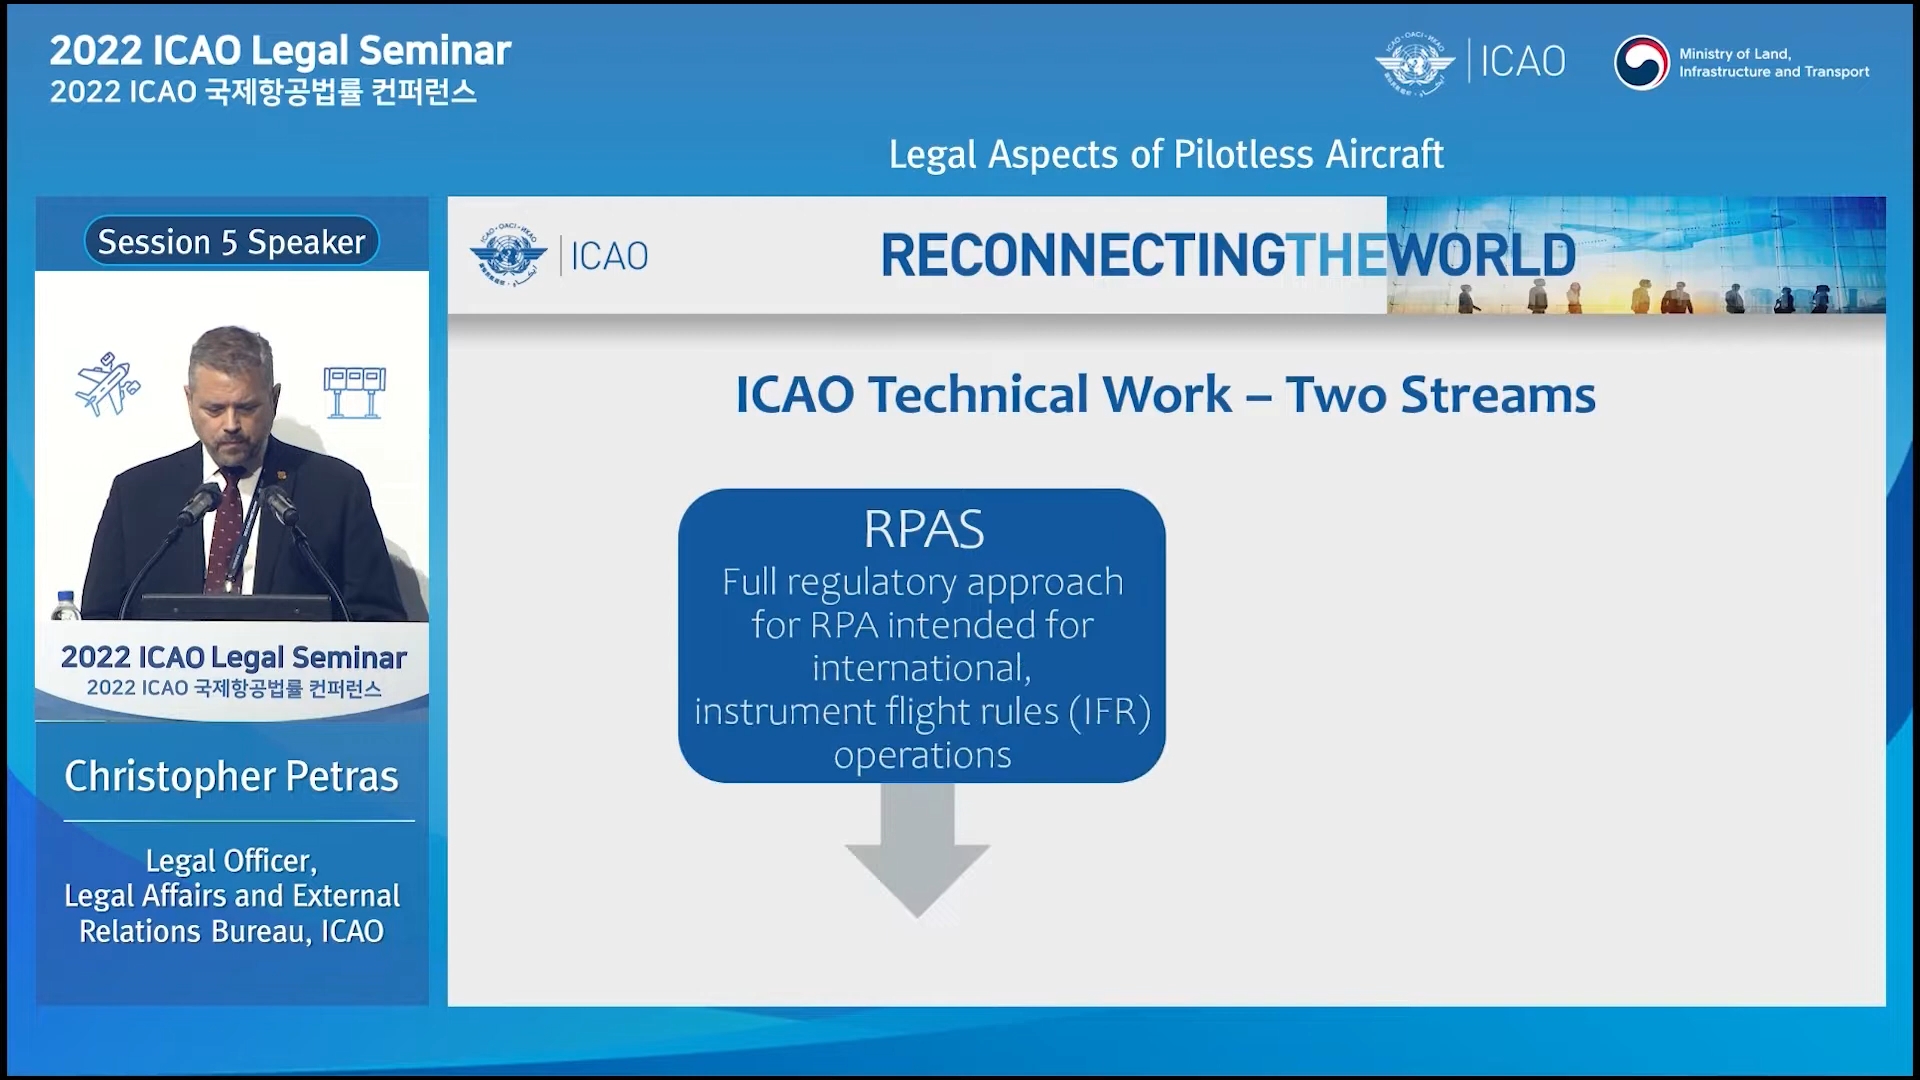 2022 ICAO Legal Seminar
2022 ICAO 국제항공법률 컨퍼런스
ICAO
Ministry of Land,
Infrastructure and Transport
Legal Aspects of Pilotless Aircraft
Session 5 Speaker
2022 ICAO Legal Seminar
2022 ICAO 국제항공법률 컨퍼런스
Christopher Petras
Legal Officer,
Legal Affairs and External
Relations Bureau, ICAO
ICAO
RECONNECTINGTHEWORLD
ICAO Technical Work – Two Streams
RPAS
Full regulatory approach
for RPA intended for
international,
instrument flight rules (IFR)
operations